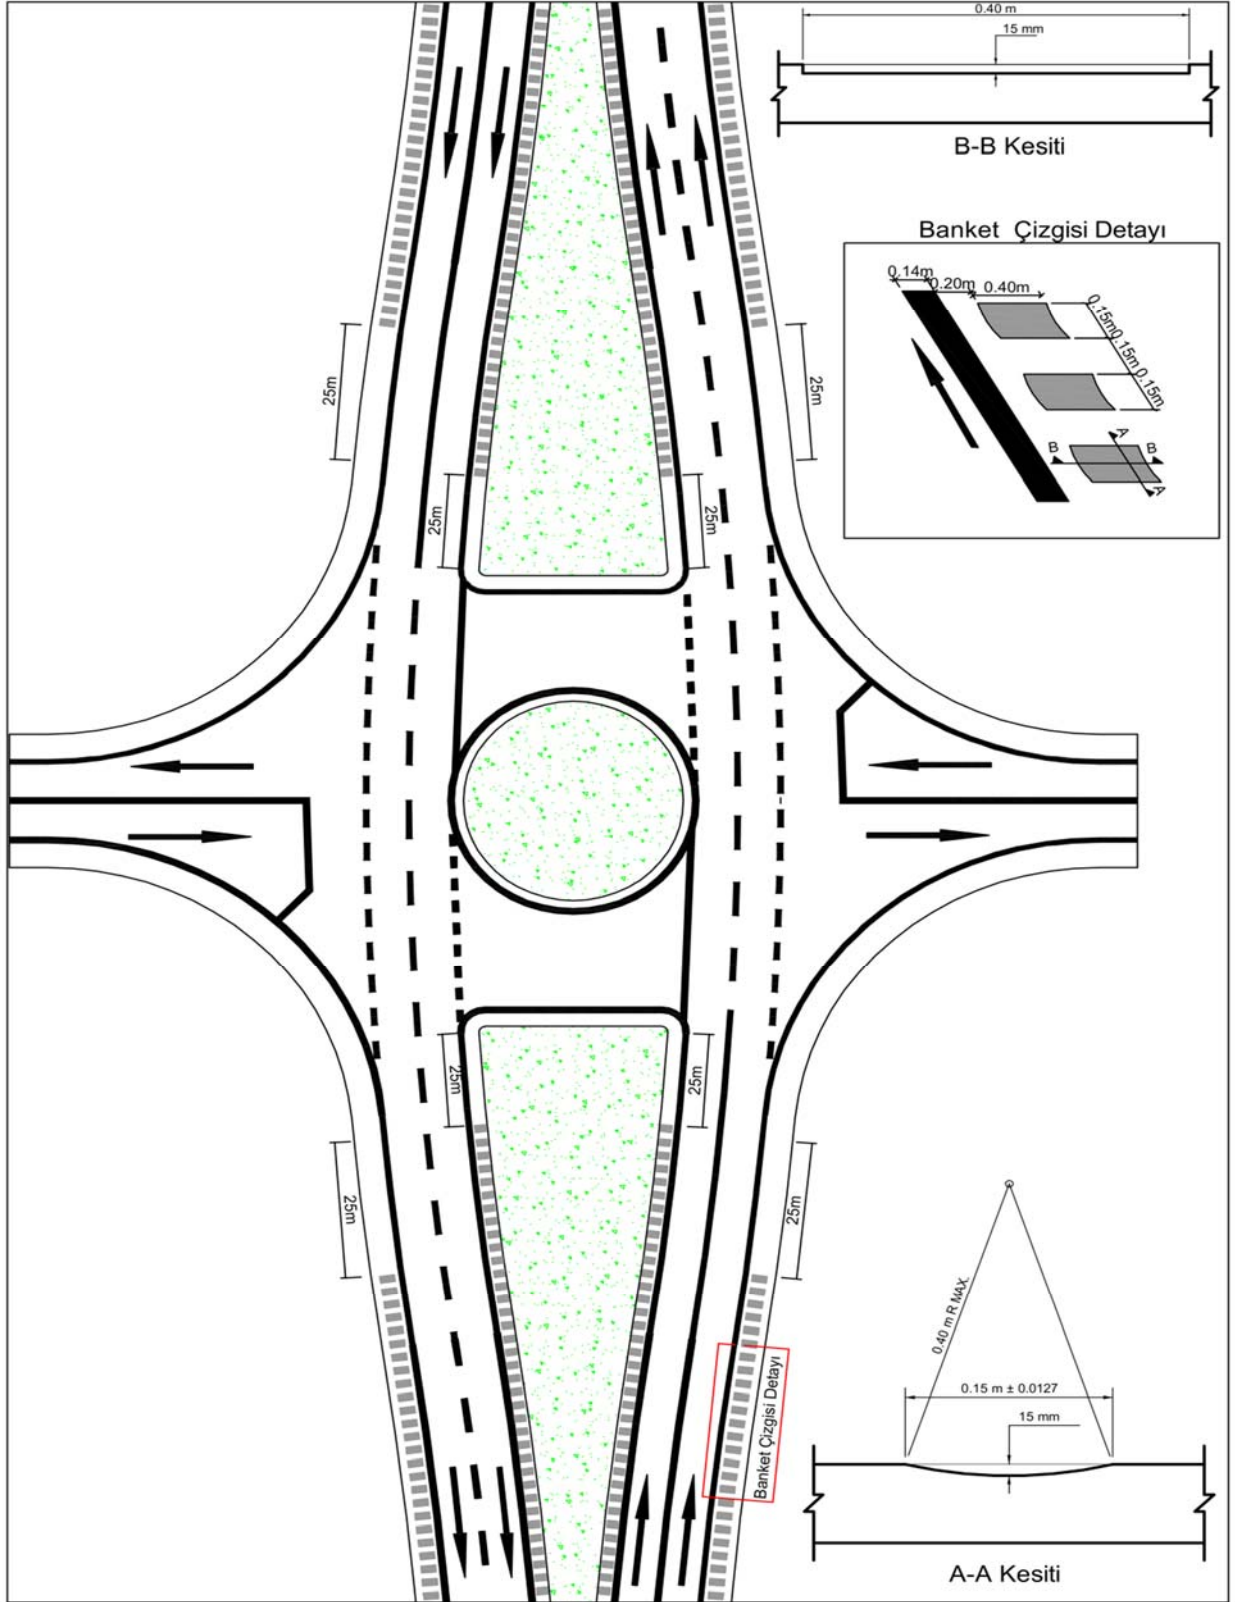 0.40 m
15 mm
B-B Kesiti
Banket Çizgisi Detayı
0.14m
0.20m
0.40m
0.15m
0.15m
0.15m
A
B
B
A
25m
25m
25m
25m
25m
25m
25m
25m
0.40 m R MAX.
0.15 m ± 0.0127
15 mm
Banket Çizgisi Detayı
A-A Kesiti